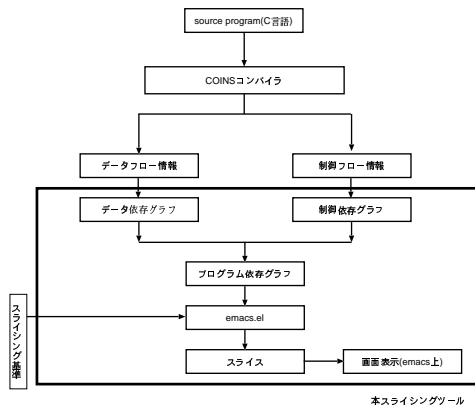 source program(C言語)
COINSコンパイラ
データフロー情報
制御フロー情報
データ依存グラフ
制御依存グラフ
プログラム依存グラフ
スライシング基準
emacs.el
スライス
画面表示(emacs上)
本スライシングツール